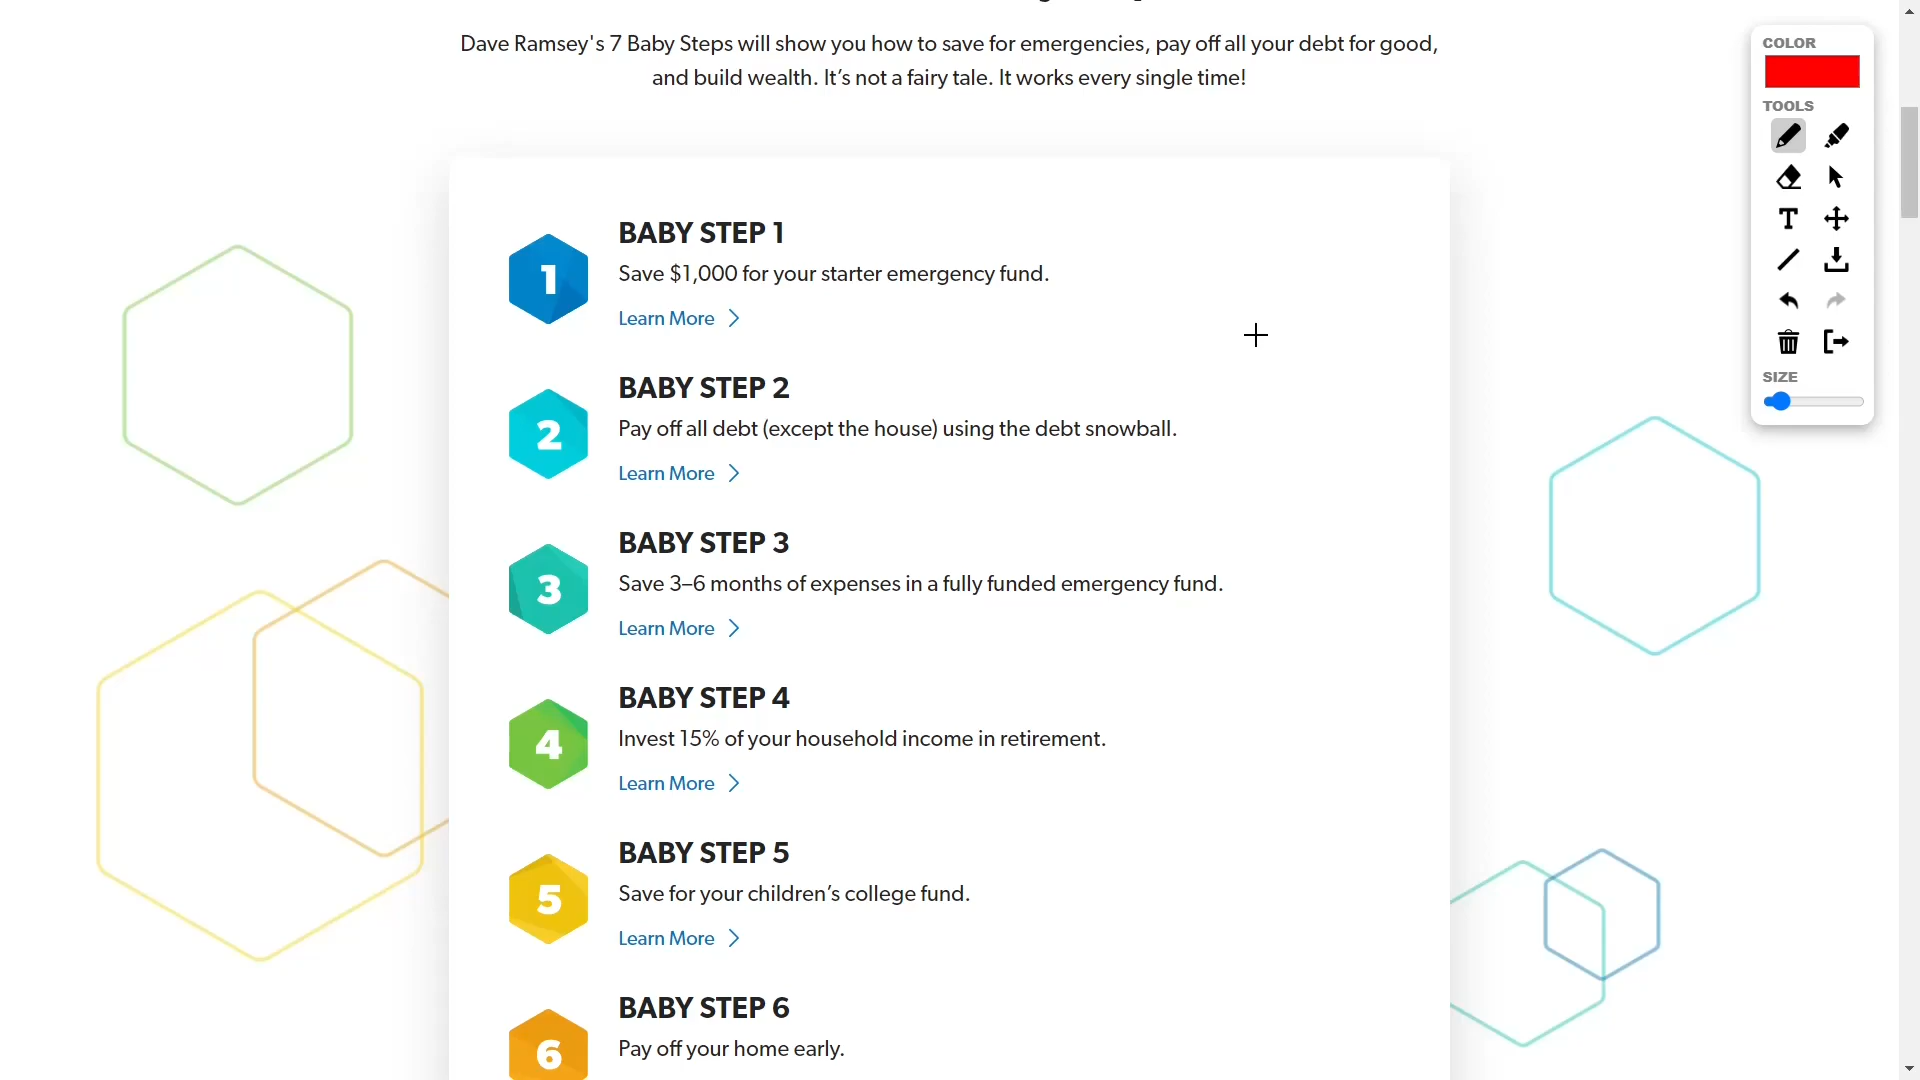 Dave Ramsey's 7 Baby Steps will show you how to save for emergencies, pay off all your debt for good,
and build wealth. It’s not a fairy tale. It works every single time!
COLOR
TOOLS
SIZE
BABY STEP 1
1
Save $1,000 for your starter emergency fund.
Learn More
BABY STEP 2
2
Pay off all debt (except the house) using the debt snowball.
Learn More
BABY STEP 3
3
Save 3–6 months of expenses in a fully funded emergency fund.
Learn More
BABY STEP 4
4
Invest 15% of your household income in retirement.
Learn More
BABY STEP 5
5
Save for your children’s college fund.
Learn More
BABY STEP 6
6
Pay off your home early.